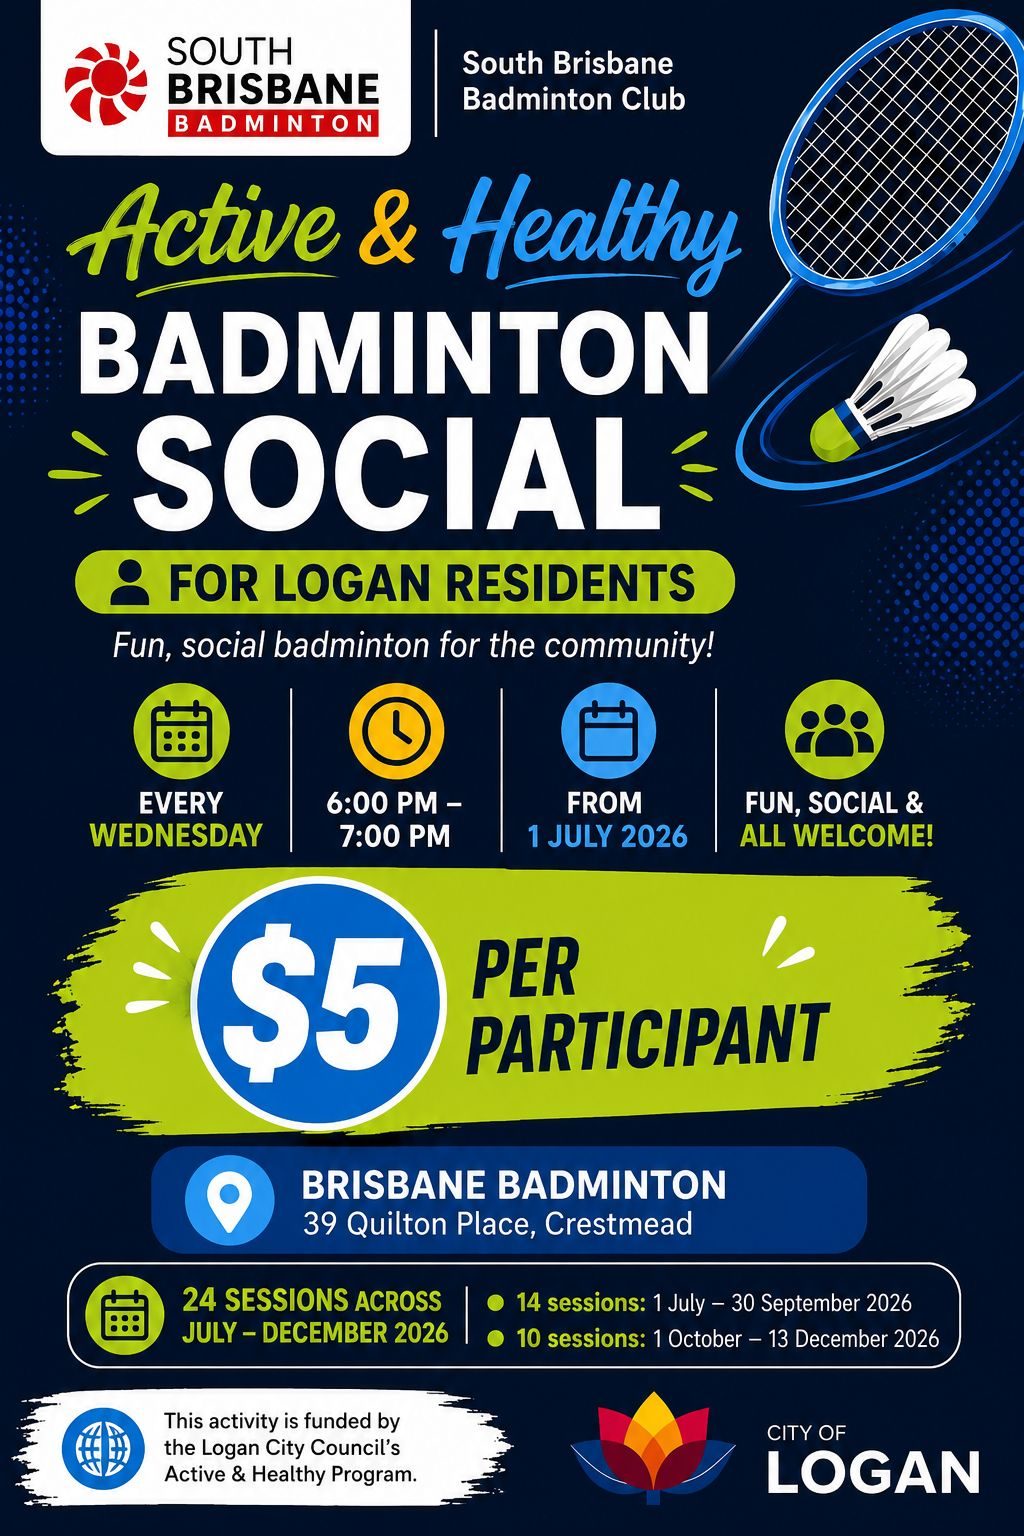 SOUTH
BRISBANE
BADMINTON
South Brisbane
Badminton Club
Active & Healthy
BADMINTON
SOCIAL
FOR LOGAN RESIDENTS
Fun, social badminton for the community!
EVERY
WEDNESDAY
6:00 PM –
7:00 PM
FROM
1 JULY 2026
FUN, SOCIAL &
ALL WELCOME!
$5
PER
PARTICIPANT
BRISBANE BADMINTON
39 Quilton Place, Crestmead
24 SESSIONS ACROSS
JULY – DECEMBER 2026
14 sessions: 1 July – 30 September 2026
10 sessions: 1 October – 13 December 2026
This activity is funded by
the Logan City Council's
Active & Healthy Program.
CITY OF
LOGAN